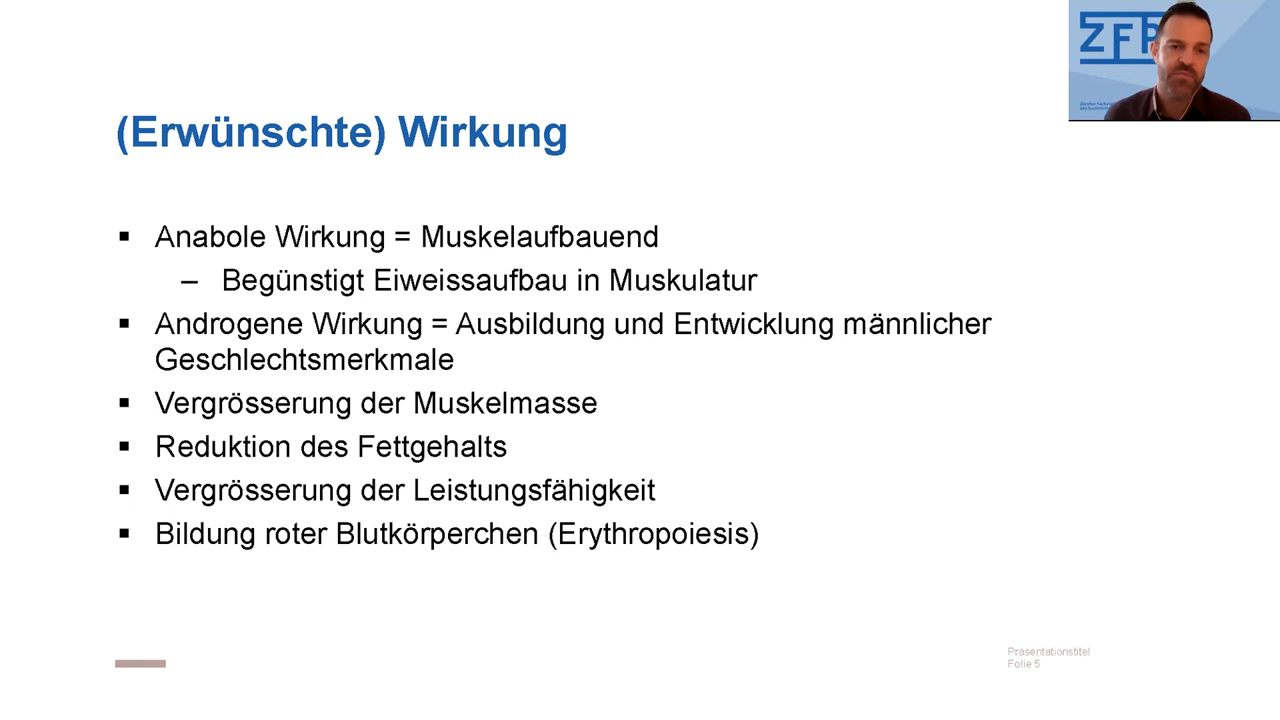 ZFP
(Erwünschte) Wirkung
▪ Anabole Wirkung = Muskelaufbauend
– Begünstigt Eiweissaufbau in Muskulatur
▪ Androgene Wirkung = Ausbildung und Entwicklung männlicher
Geschlechtsmerkmale
▪ Vergrösserung der Muskelmasse
▪ Reduktion des Fettgehalts
▪ Vergrösserung der Leistungsfähigkeit
▪ Bildung roter Blutkörperchen (Erythropoiesis)
Präsentationstitel
Folie 5